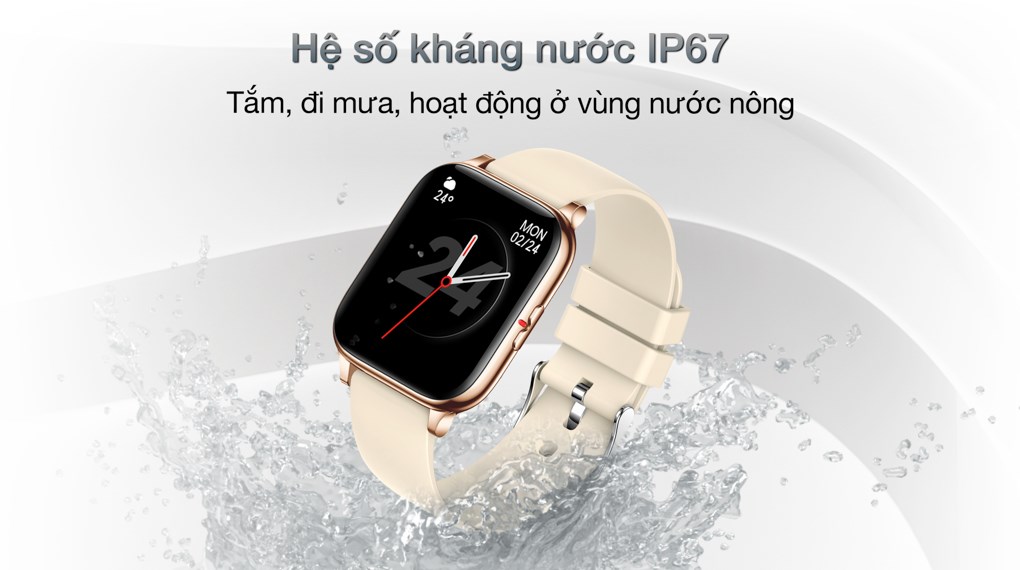 Hệ số kháng nước IP67
Tắm, đi mưa, hoạt động ở vùng nước nông
24°
MON
02/24
24